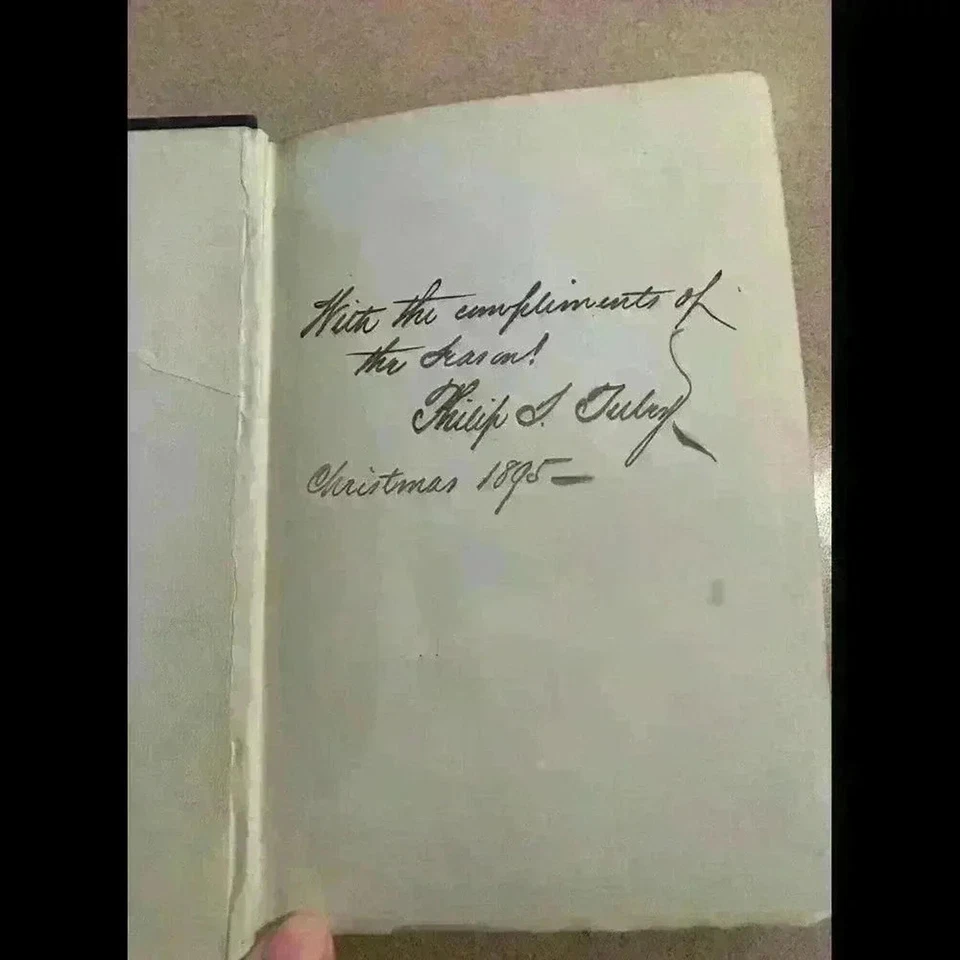 With the compliments of
the Season!
Philip S.
Christmas 1895—